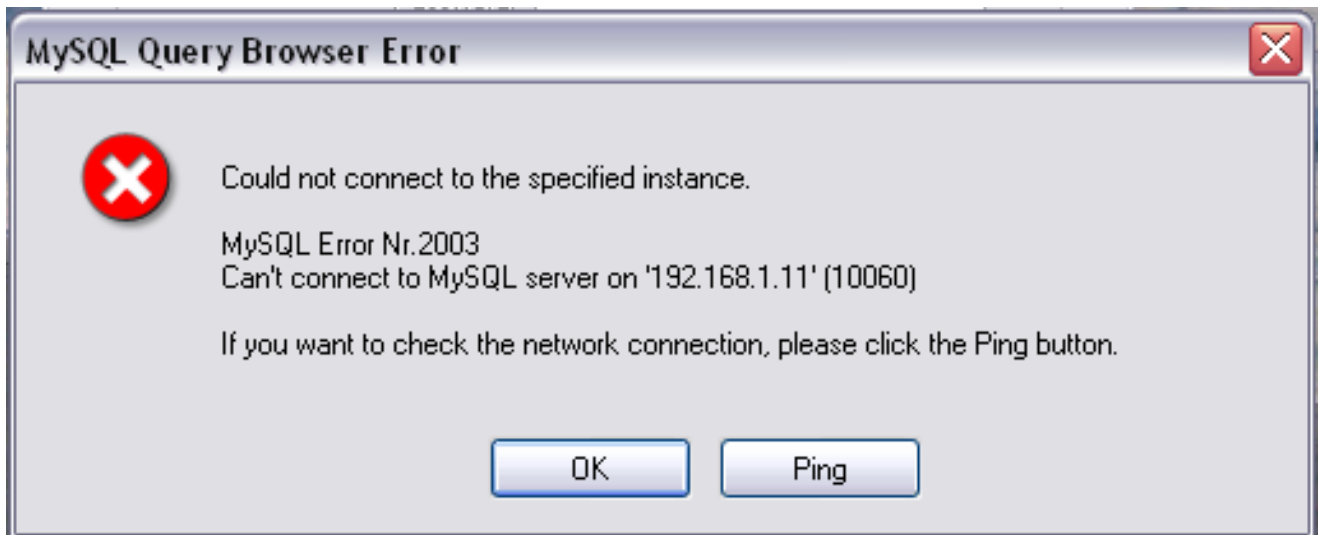 MySQL Query Browser Error
Could not connect to the specified instance.
MySQL Error Nr.2003
Can't connect to MySQL server on '192.168.1.11' (10060)
If you want to check the network connection, please click the Ping button.
OK
Ping